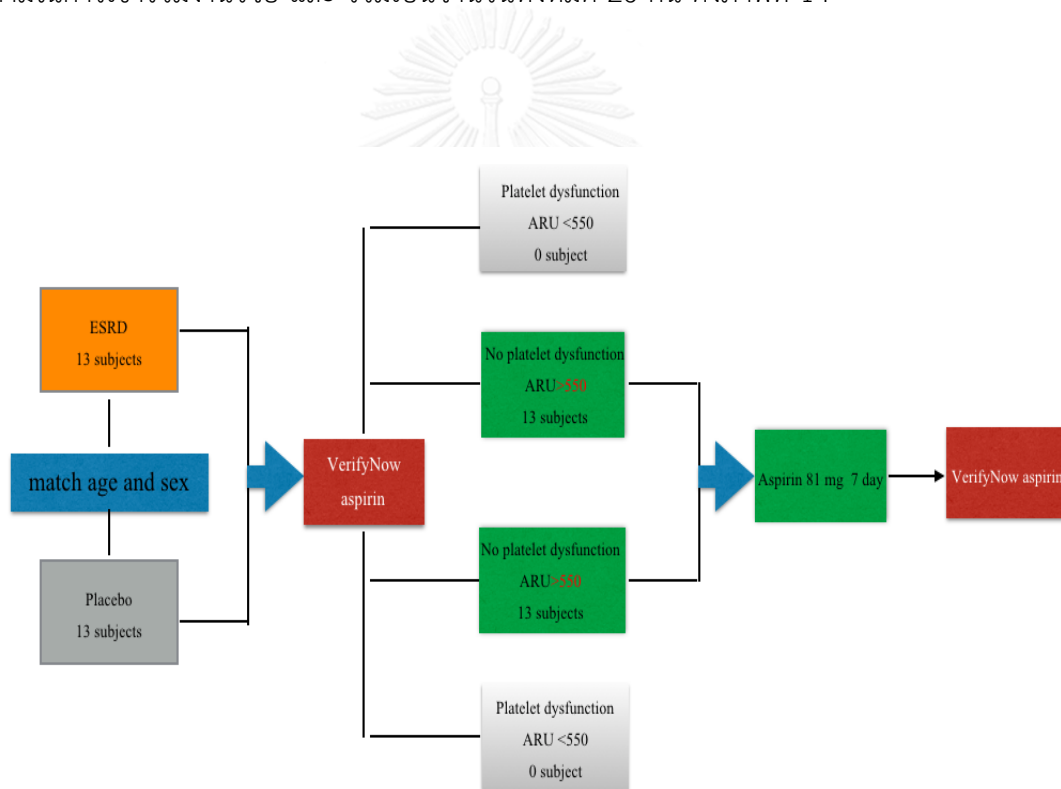 ESRD
13 subjects
match age and sex
Placebo
13 subjects
VerifyNow
aspirin
Platelet dysfunction
ARU <550
0 subject
No platelet dysfunction
ARU>550
13 subjects
No platelet dysfunction
ARU>550
13 subjects
Platelet dysfunction
ARU <550
0 subject
Aspirin 81 mg 7 day
VerifyNow aspirin